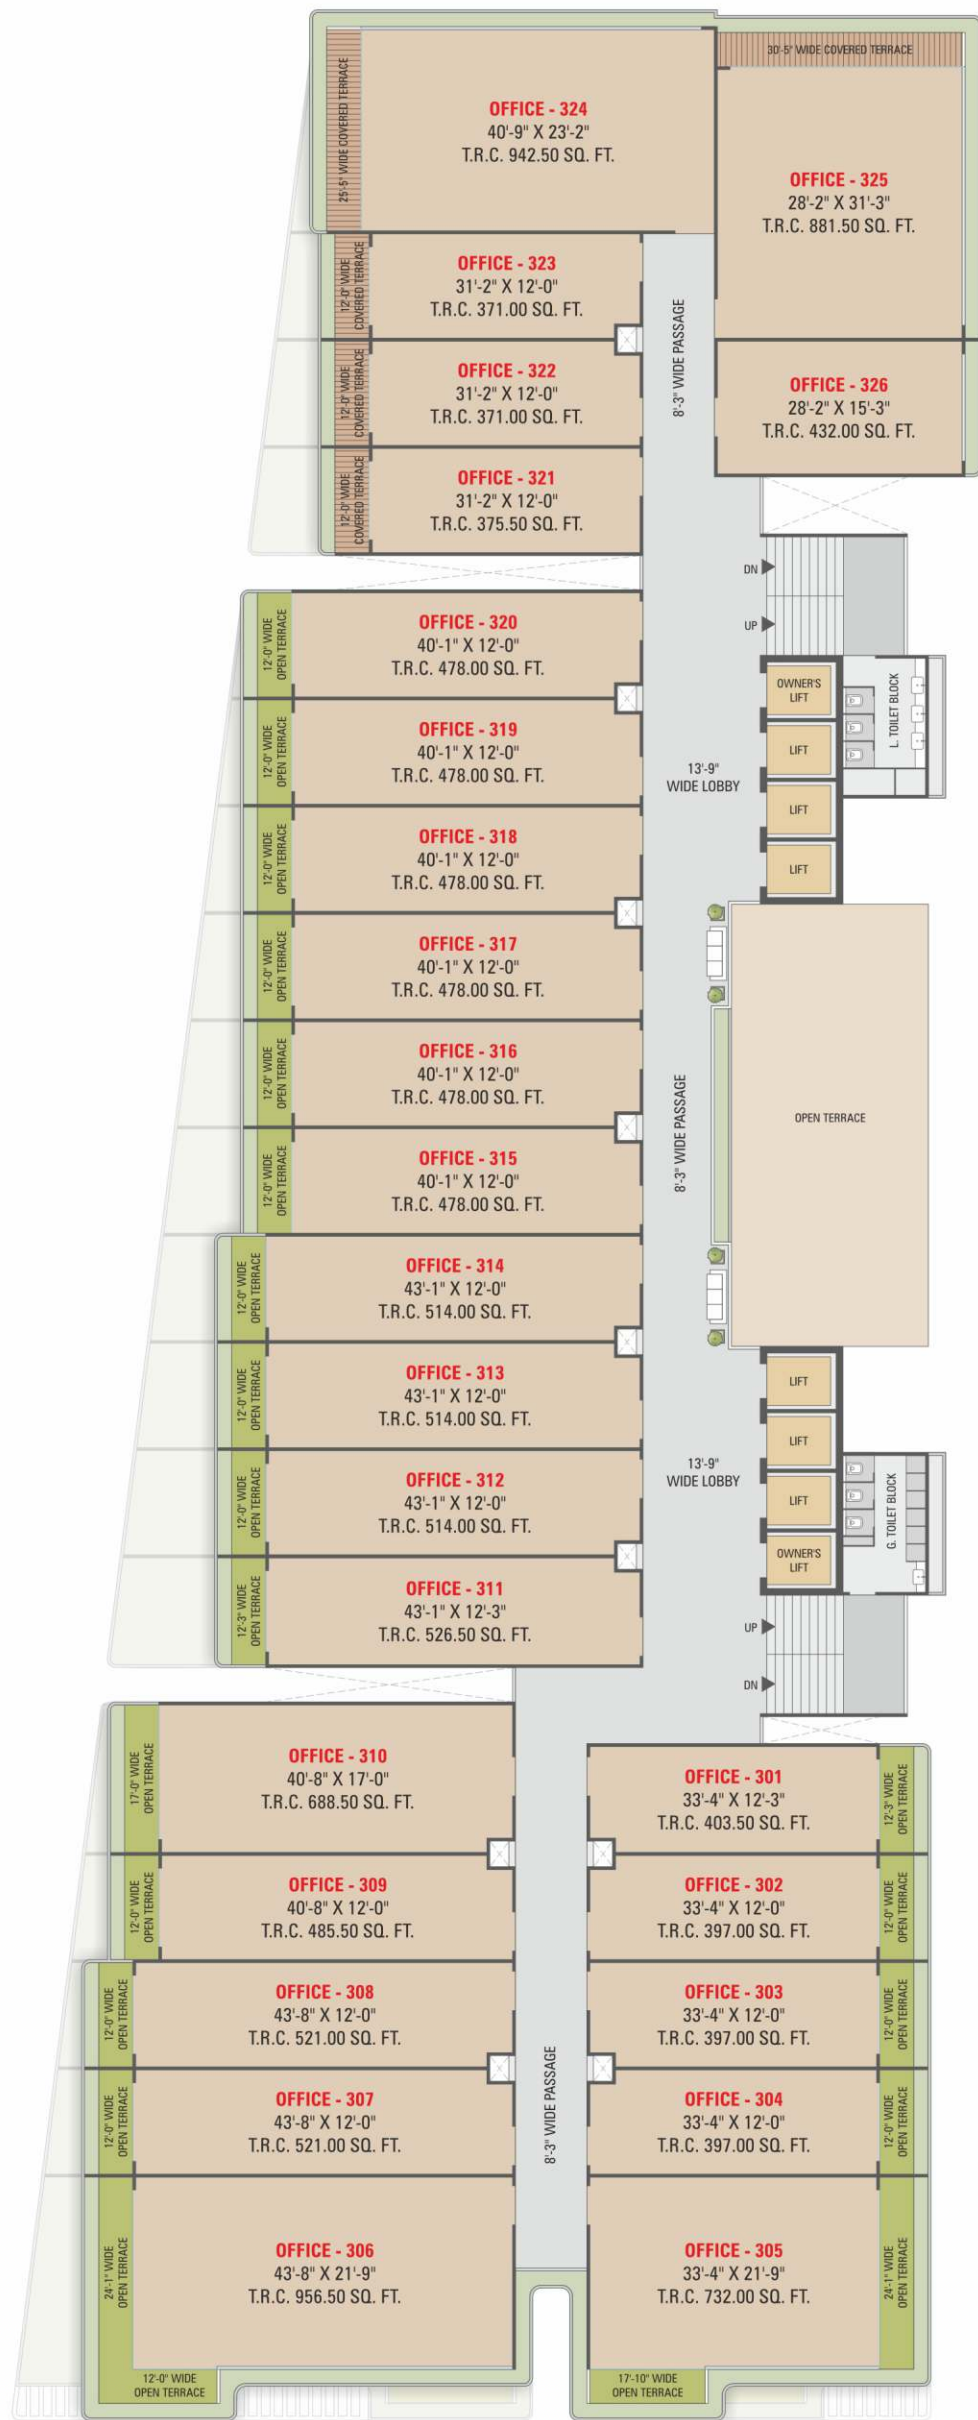 30'-5" WIDE COVERED TERRACE
25'-5" WIDE COVERED TERRACE
OFFICE - 324
40'-9" X 23'-2"
T.R.C. 942.50 SQ. FT.
OFFICE - 325
28'-2" X 31'-3"
T.R.C. 881.50 SQ. FT.
12'-0" WIDE
COVERED TERRACE
OFFICE - 323
31'-2" X 12'-0"
T.R.C. 371.00 SQ. FT.
8'-3" WIDE PASSAGE
12'-0" WIDE
COVERED TERRACE
OFFICE - 322
31'-2" X 12'-0"
T.R.C. 371.00 SQ. FT.
OFFICE - 326
28'-2" X 15'-3"
T.R.C. 432.00 SQ. FT.
12'-0" WIDE
COVERED TERRACE
OFFICE - 321
31'-2" X 12'-0"
T.R.C. 375.50 SQ. FT.
DN
UP
12'-0" WIDE
OPEN TERRACE
OFFICE - 320
40'-1" X 12'-0"
T.R.C. 478.00 SQ. FT.
OWNER'S
LIFT
L. TOILET BLOCK
12'-0" WIDE
OPEN TERRACE
OFFICE - 319
40'-1" X 12'-0"
T.R.C. 478.00 SQ. FT.
LIFT
13'-9"
WIDE LOBBY
LIFT
12'-0" WIDE
OPEN TERRACE
OFFICE - 318
40'-1" X 12'-0"
T.R.C. 478.00 SQ. FT.
LIFT
12'-0" WIDE
OPEN TERRACE
OFFICE - 317
40'-1" X 12'-0"
T.R.C. 478.00 SQ. FT.
12'-0" WIDE
OPEN TERRACE
OFFICE - 316
40'-1" X 12'-0"
T.R.C. 478.00 SQ. FT.
8'-3" WIDE PASSAGE
OPEN TERRACE
12'-0" WIDE
OPEN TERRACE
OFFICE - 315
40'-1" X 12'-0"
T.R.C. 478.00 SQ. FT.
12'-0" WIDE
OPEN TERRACE
OFFICE - 314
43'-1" X 12'-0"
T.R.C. 514.00 SQ. FT.
12'-0" WIDE
OPEN TERRACE
OFFICE - 313
43'-1" X 12'-0"
T.R.C. 514.00 SQ. FT.
LIFT
LIFT
12'-0" WIDE
OPEN TERRACE
OFFICE - 312
43'-1" X 12'-0"
T.R.C. 514.00 SQ. FT.
13'-9"
WIDE LOBBY
LIFT
G. TOILET BLOCK
OWNER'S
LIFT
12'-3" WIDE
OPEN TERRACE
OFFICE - 311
43'-1" X 12'-3"
T.R.C. 526.50 SQ. FT.
UP
DN
17'-0" WIDE
OPEN TERRACE
OFFICE - 310
40'-8" X 17'-0"
T.R.C. 688.50 SQ. FT.
OFFICE - 301
33'-4" X 12'-3"
T.R.C. 403.50 SQ. FT.
12'-3" WIDE
OPEN TERRACE
12'-0" WIDE
OPEN TERRACE
OFFICE - 309
40'-8" X 12'-0"
T.R.C. 485.50 SQ. FT.
OFFICE - 302
33'-4" X 12'-0"
T.R.C. 397.00 SQ. FT.
12'-0" WIDE
OPEN TERRACE
12'-0" WIDE
OPEN TERRACE
OFFICE - 308
43'-8" X 12'-0"
T.R.C. 521.00 SQ. FT.
OFFICE - 303
33'-4" X 12'-0"
T.R.C. 397.00 SQ. FT.
12'-0" WIDE
OPEN TERRACE
12'-0" WIDE
OPEN TERRACE
OFFICE - 307
43'-8" X 12'-0"
T.R.C. 521.00 SQ. FT.
8'-3" WIDE PASSAGE
OFFICE - 304
33'-4" X 12'-0"
T.R.C. 397.00 SQ. FT.
12'-0" WIDE
OPEN TERRACE
24'-1" WIDE
OPEN TERRACE
OFFICE - 306
43'-8" X 21'-9"
T.R.C. 956.50 SQ. FT.
OFFICE - 305
33'-4" X 21'-9"
T.R.C. 732.00 SQ. FT.
24'-1" WIDE
OPEN TERRACE
12'-0" WIDE
OPEN TERRACE
17'-10" WIDE
OPEN TERRACE